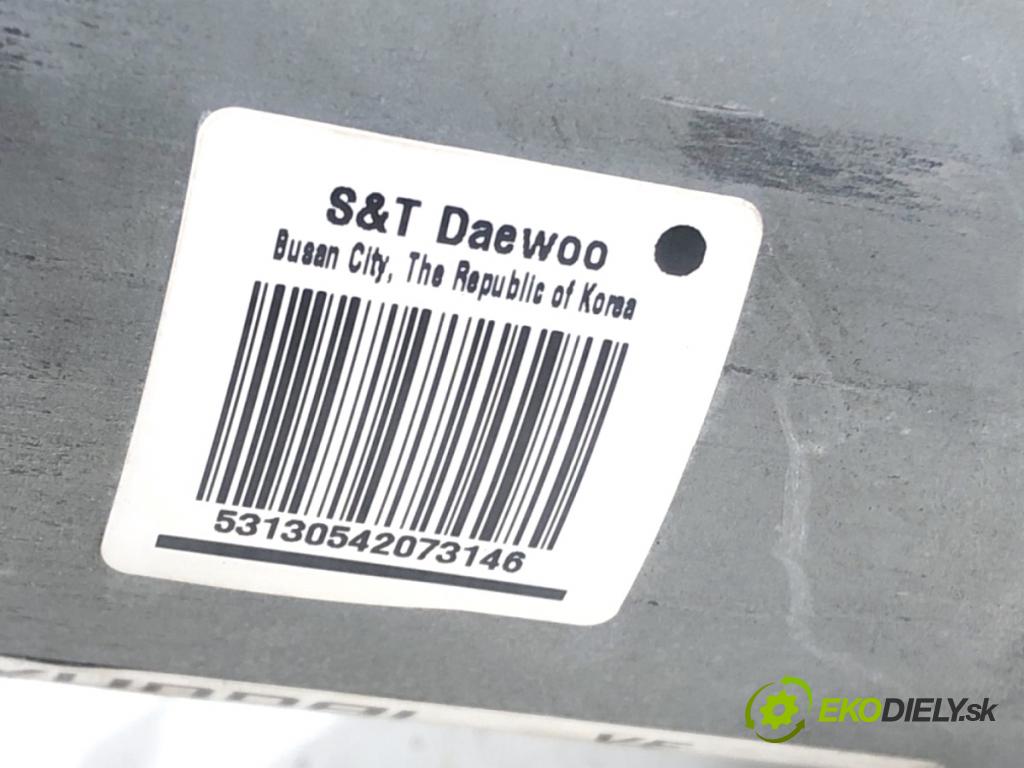 S&T Daewoo
Busan City, The Republic of Korea
53130542073146
EKODIELY.sk